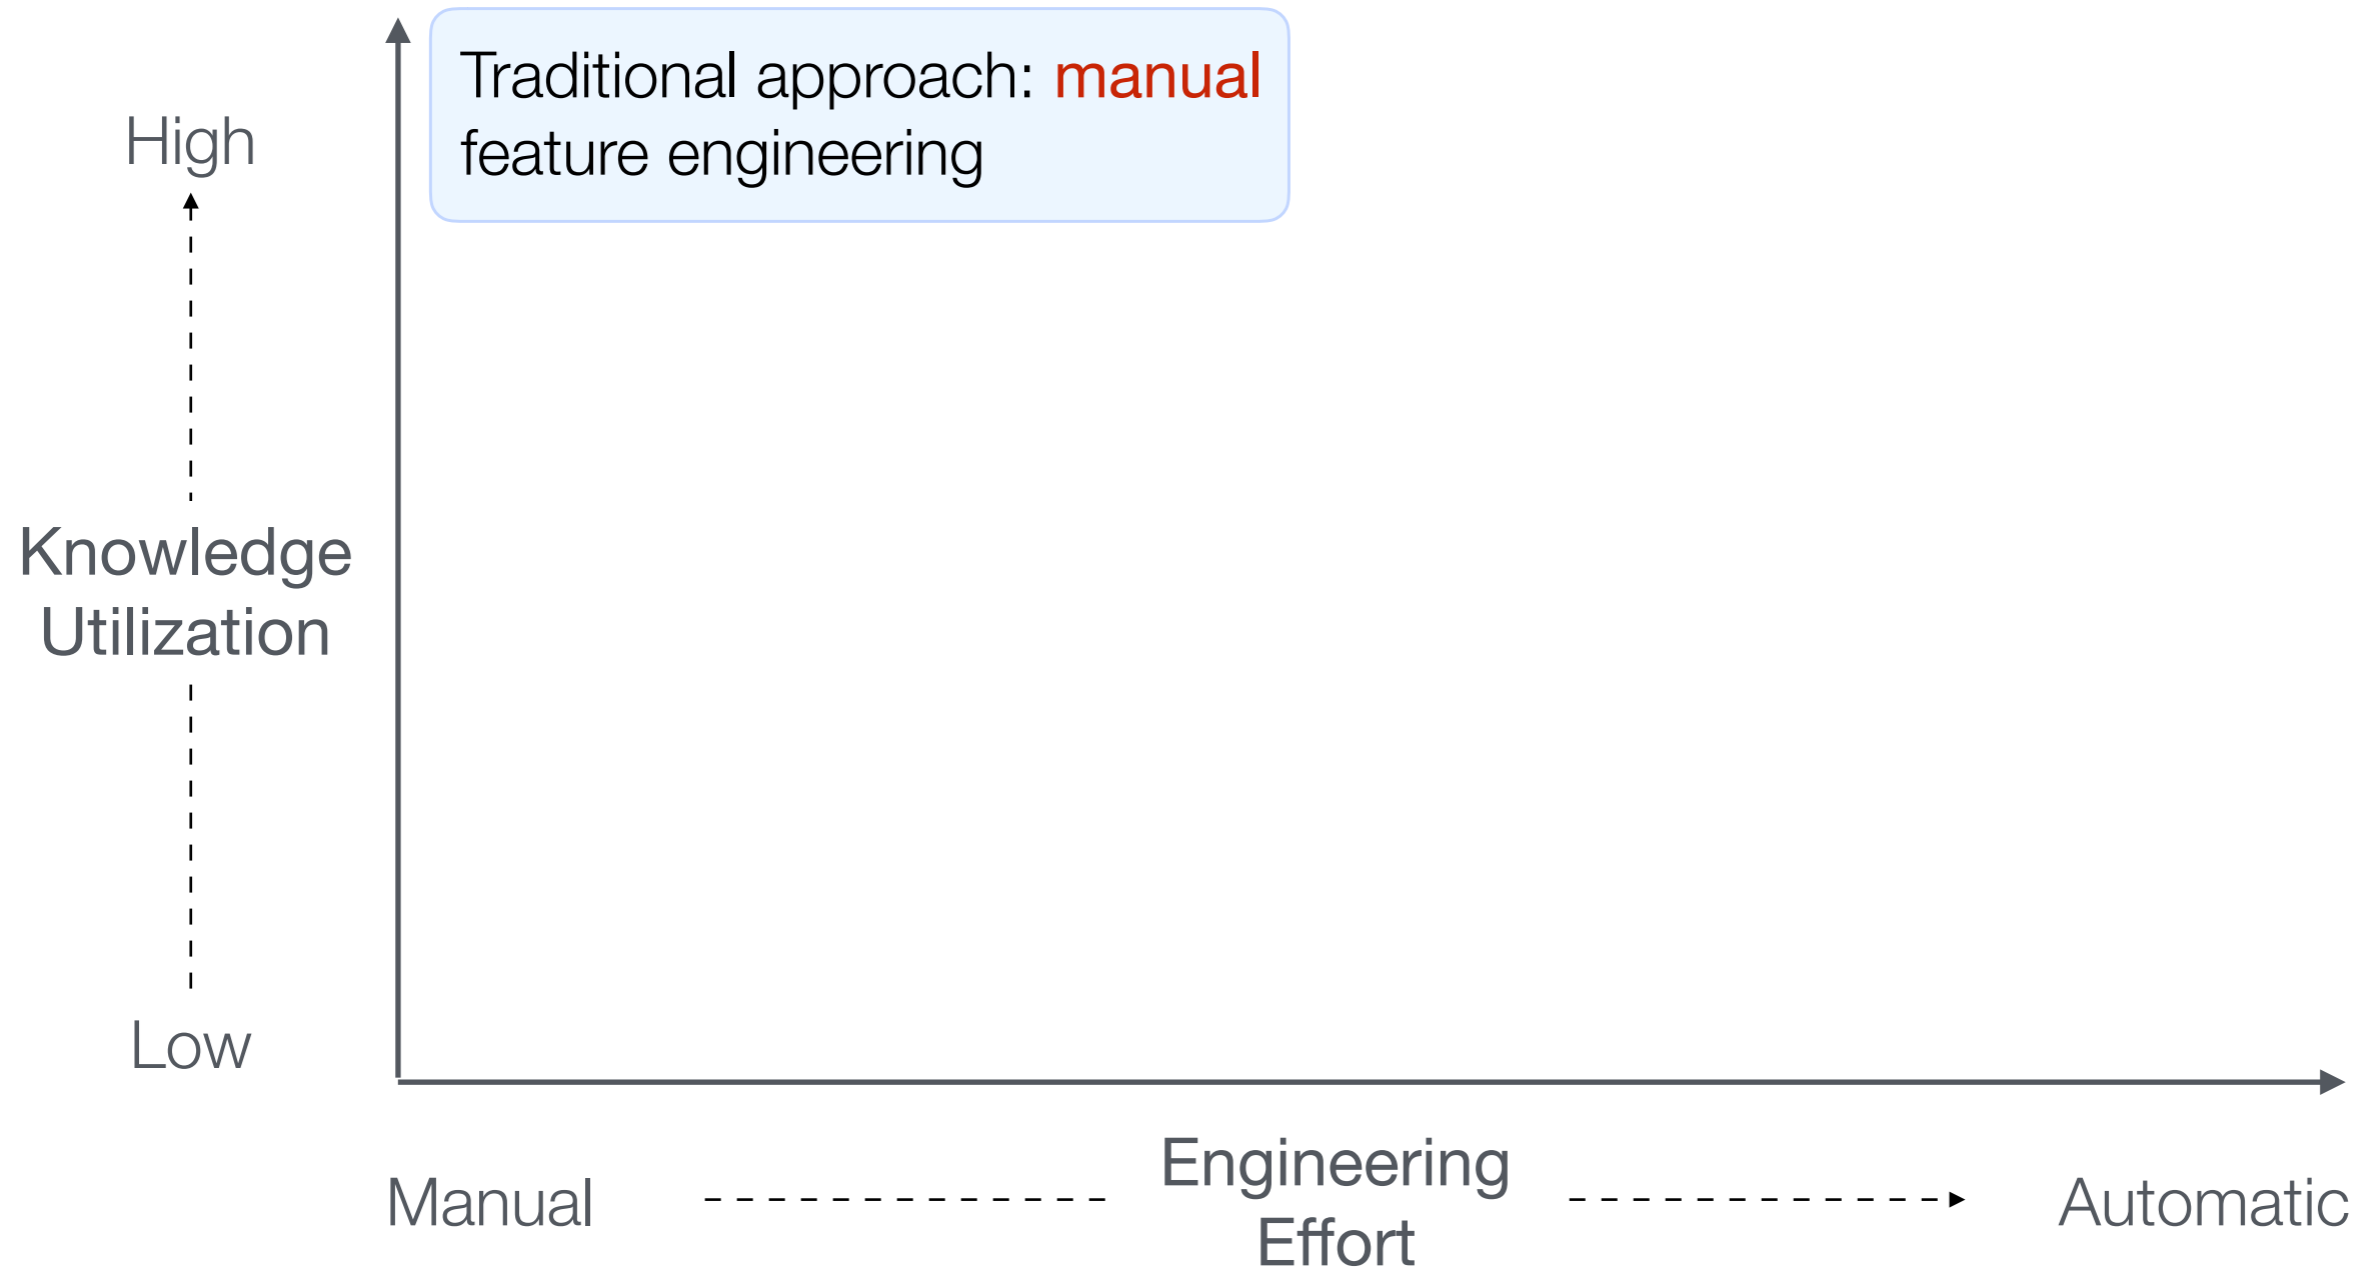 Traditional approach: manual
feature engineering
High
Knowledge
Utilization
Low
Manual
Engineering
Effort
Automatic